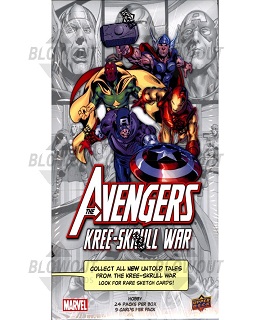 BLOWOUT
THE AVENGERS
KREE-SKRULL WAR
COLLECT ALL NEW UNTOLD TALES
FROM THE KREE-SKRULL WAR
LOOK FOR RARE SKETCH CARDS!
HOBBY
24 PACKS PER BOX
5 CARDS PER PACK
MARVEL
UPPER DECK